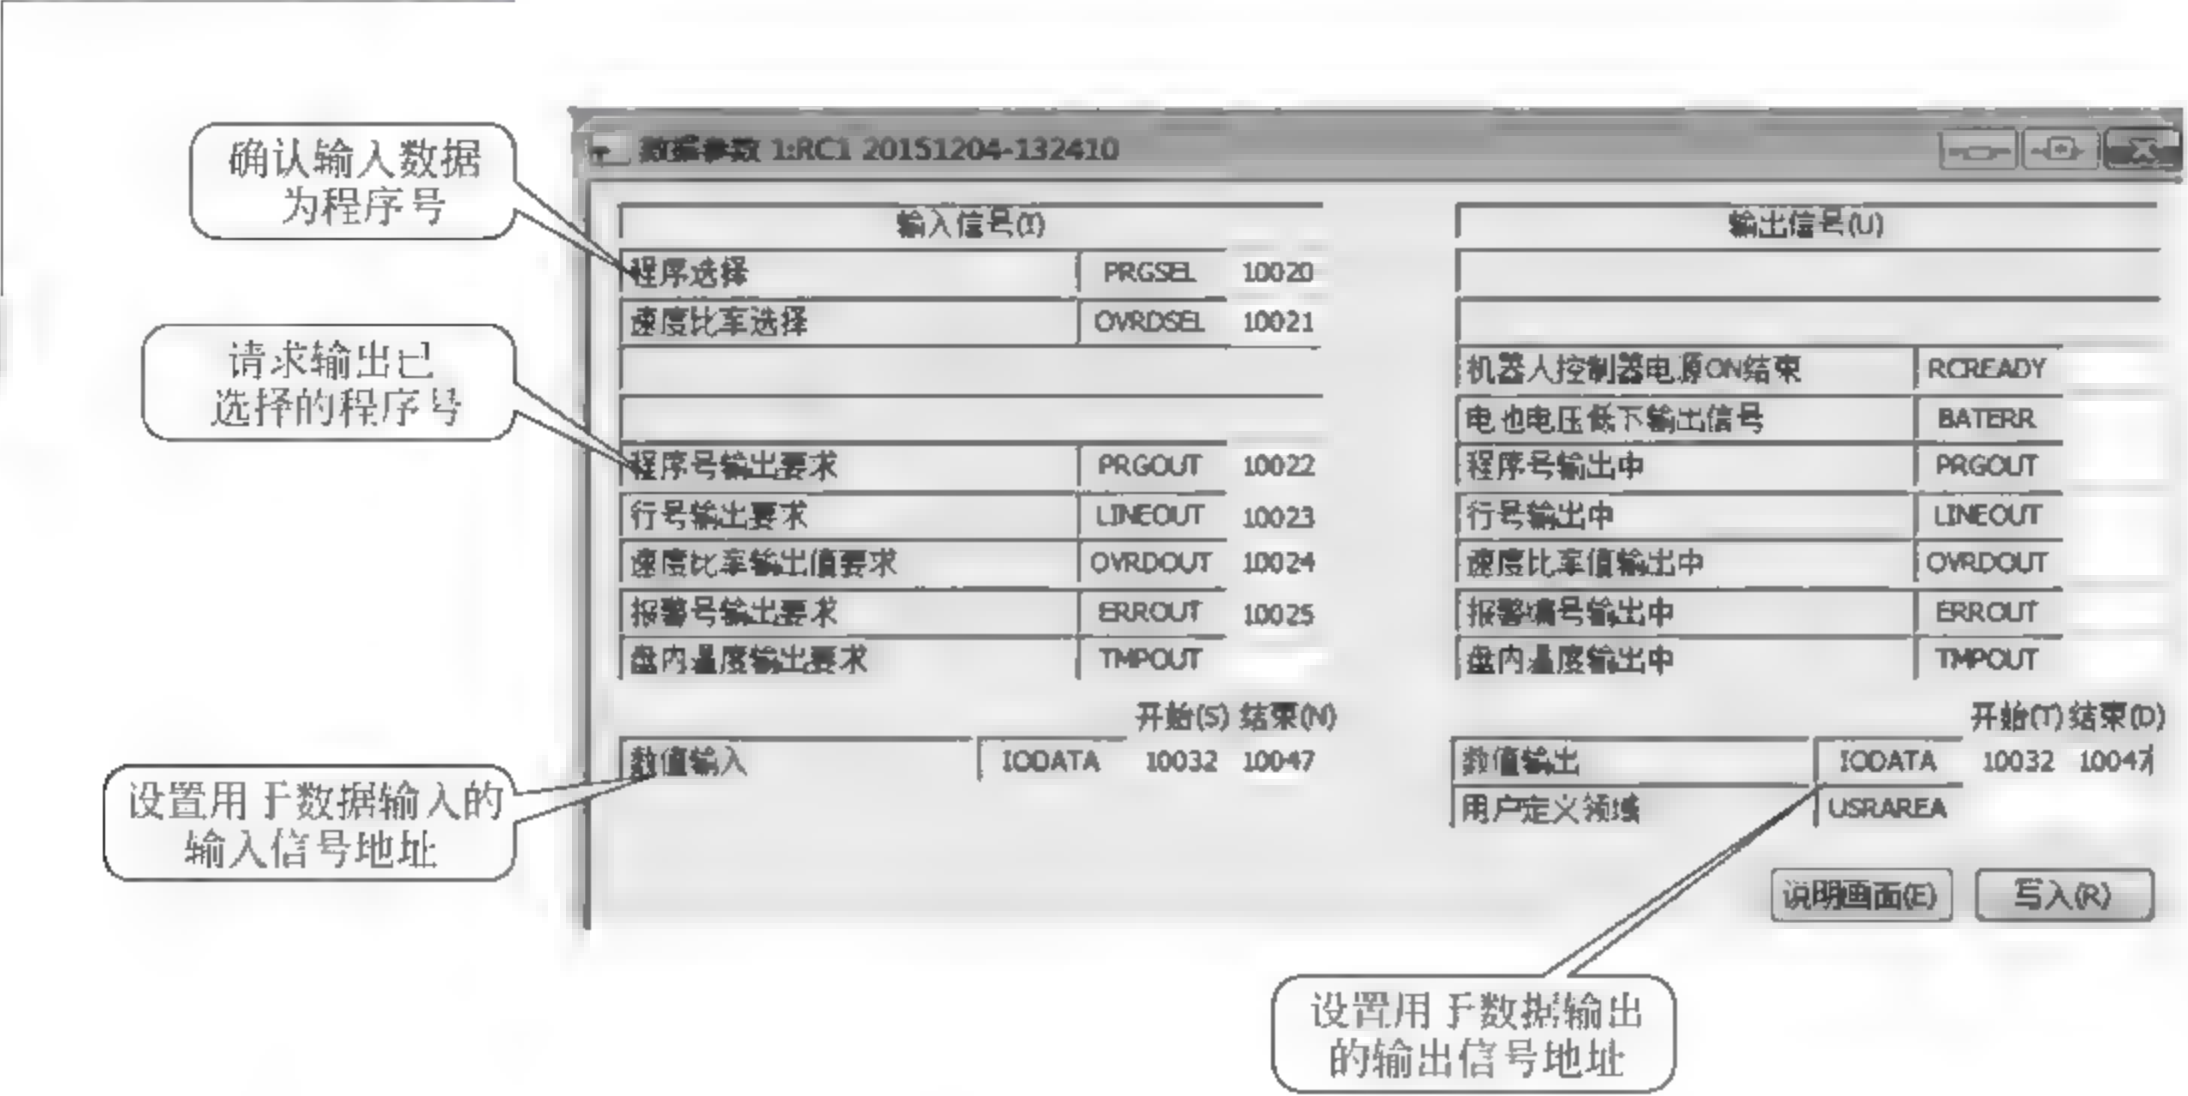 数据参数 1:RC1 20151204-132410
确认输入数据
为程序号
请求输出已
选择的程序号
设置用于数据输入的
输入信号地址
输入信号(I)
程序选择 PRGSEL 10020
速度比率选择 OVRDSEL 10021
程序号输出要求 PRGOUT 10022
行号输出要求 LINEOUT 10023
速度比率输出值要求 OVRDOUT 10024
报警号输出要求 ERROUT 10025
盘内温度输出要求 TMPOUT
开始(S) 结束(N)
数值输入 IODATA 10032 10047
输出信号(U)
机器人控制器电源ON结束 RCREADY
电池电压低下输出信号 BATERR
程序号输出中 PRGOUT
行号输出中 LINEOUT
速度比率值输出中 OVRDOUT
报警编号输出中 ERROUT
盘内温度输出中 TMPOUT
开始(T) 结束(D)
数值输出 IODATA 10032 10047
用户定义领域 USRAREA
说明画面(E) 写入(R)
设置用于数据输出
的输出信号地址